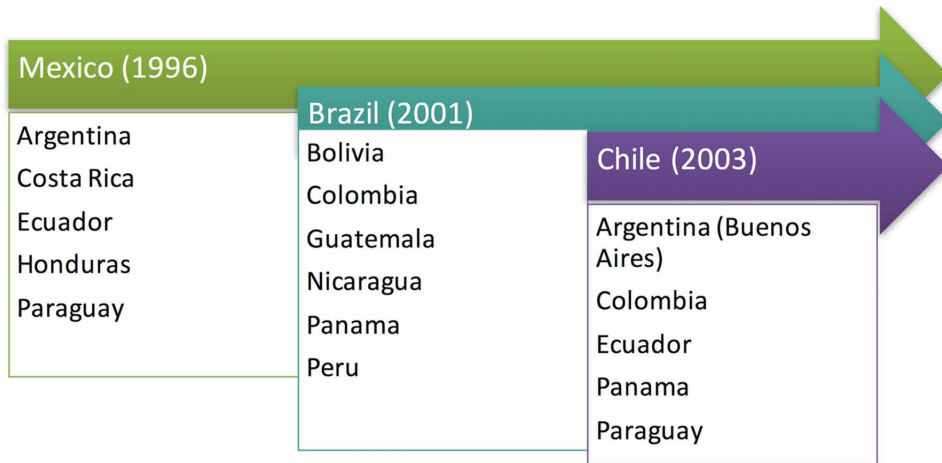 Mexico (1996)
Argentina
Costa Rica
Ecuador
Honduras
Paraguay
Brazil (2001)
Bolivia
Colombia
Guatemala
Nicaragua
Panama
Peru
Chile (2003)
Argentina (Buenos
Aires)
Colombia
Ecuador
Panama
Paraguay